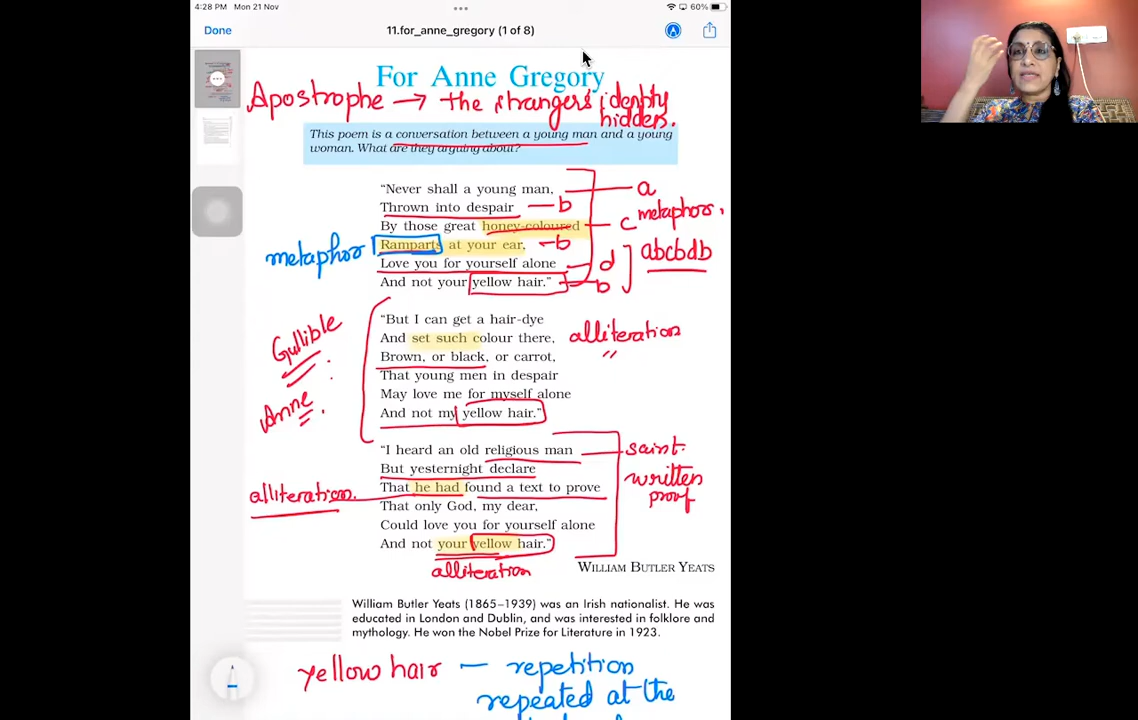 4:28 PM Mon 21 Nov
60%
Done
11.for_anne_gregory (1 of 8)
For Anne Gregory
Apostrophe → the strangers' identity
hidden.
This poem is a conversation between a young man and a young
woman. What are they arguing about?
"Never shall a young man, a
Thrown into despair b
By those great honey-coloured c metaphor,
metaphor Ramparts at your ear, b abcbdb
Love you for yourself alone d
And not your yellow hair." b
"But I can get a hair-dye
And set such colour there, alliteration
Gullible Brown, or black, or carrot,
That young men in despair
May love me for myself alone
Anne And not my yellow hair."
"I heard an old religious man saint.
But yesternight declare written
alliteration. That he had found a text to prove proof
That only God, my dear,
Could love you for yourself alone
And not your yellow hair."
alliteration
WILLIAM BUTLER YEATS
William Butler Yeats (1865–1939) was an Irish nationalist. He was
educated in London and Dublin, and was interested in folklore and
mythology. He won the Nobel Prize for Literature in 1923.
yellow hair — repetition
repeated at the